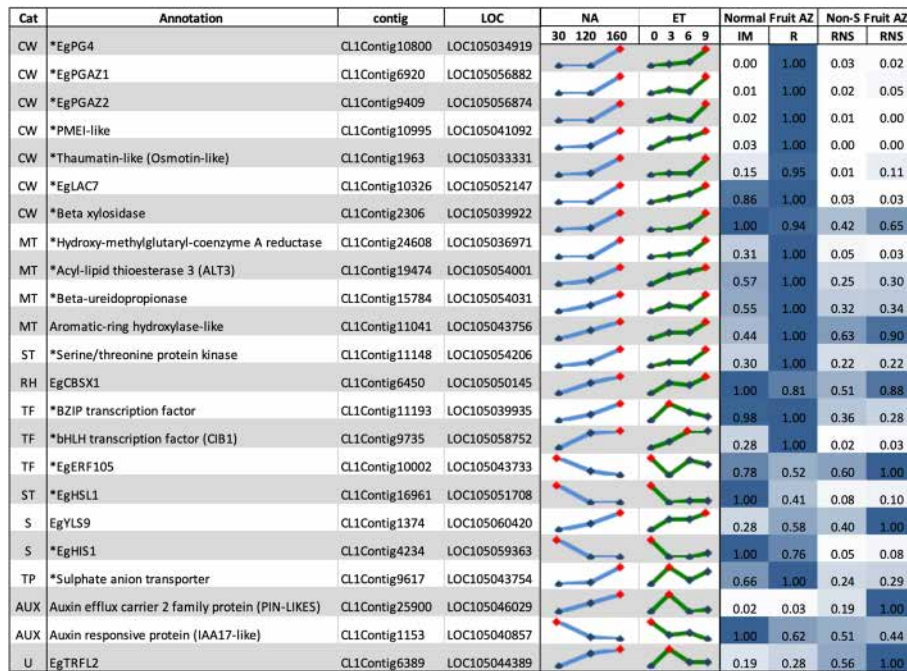 Cat Annotation contig LOC NA ET Normal Fruit AZ Non-S Fruit AZ
30 120 160 0 3 6 9 IM R RNS RNS
CW *EgPG4 CL1Contig10800 LOC105034919 0.00 1.00 0.03 0.02
CW *EgPGAZ1 CL1Contig6920 LOC105056882 0.01 1.00 0.02 0.05
CW *EgPGAZ2 CL1Contig9409 LOC105056874 0.02 1.00 0.01 0.00
CW *PMEI-like CL1Contig10995 LOC105041092 0.03 1.00 0.00 0.00
CW *Thaumatin-like (Osmotin-like) CL1Contig1963 LOC105033331 0.15 0.95 0.01 0.11
CW *EgLAC7 CL1Contig10326 LOC105052147 0.86 1.00 0.03 0.03
CW *Beta xylosidase CL1Contig2306 LOC105039922 1.00 0.94 0.42 0.65
MT *Hydroxy-methylglutaryl-coenzyme A reductase CL1Contig24608 LOC105036971 0.31 1.00 0.05 0.03
MT *Acyl-lipid thioesterase 3 (ALT3) CL1Contig19474 LOC105054001 0.57 1.00 0.25 0.30
MT *Beta-ureidopropionase CL1Contig15784 LOC105054031 0.55 1.00 0.32 0.34
MT Aromatic-ring hydroxylase-like CL1Contig11041 LOC105043756 0.44 1.00 0.63 0.90
ST *Serine/threonine protein kinase CL1Contig11148 LOC105054206 0.30 1.00 0.22 0.22
RH EgCBSX1 CL1Contig6450 LOC105050145 1.00 0.81 0.51 0.88
TF *BZIP transcription factor CL1Contig11193 LOC105039935 0.98 1.00 0.36 0.28
TF *bHLH transcription factor (CIB1) CL1Contig9735 LOC105058752 0.28 1.00 0.02 0.03
TF *EgERF105 CL1Contig10002 LOC105043733 0.78 0.52 0.60 1.00
ST *EgHSL1 CL1Contig16961 LOC105051708 1.00 0.41 0.08 0.10
S EgYLS9 CL1Contig1374 LOC105060420 0.28 0.58 0.40 1.00
S *EgHIS1 CL1Contig4234 LOC105059363 1.00 0.76 0.05 0.08
TP *Sulphate anion transporter CL1Contig9617 LOC105043754 0.66 1.00 0.24 0.29
AUX Auxin efflux carrier 2 family protein (PIN-LIKES) CL1Contig25900 LOC105046029 0.02 0.03 0.19 1.00
AUX Auxin responsive protein (IAA17-like) CL1Contig1153 LOC105040857 1.00 0.62 0.51 0.44
U EgTRFL2 CL1Contig6389 LOC105044389 0.19 0.28 0.56 1.00